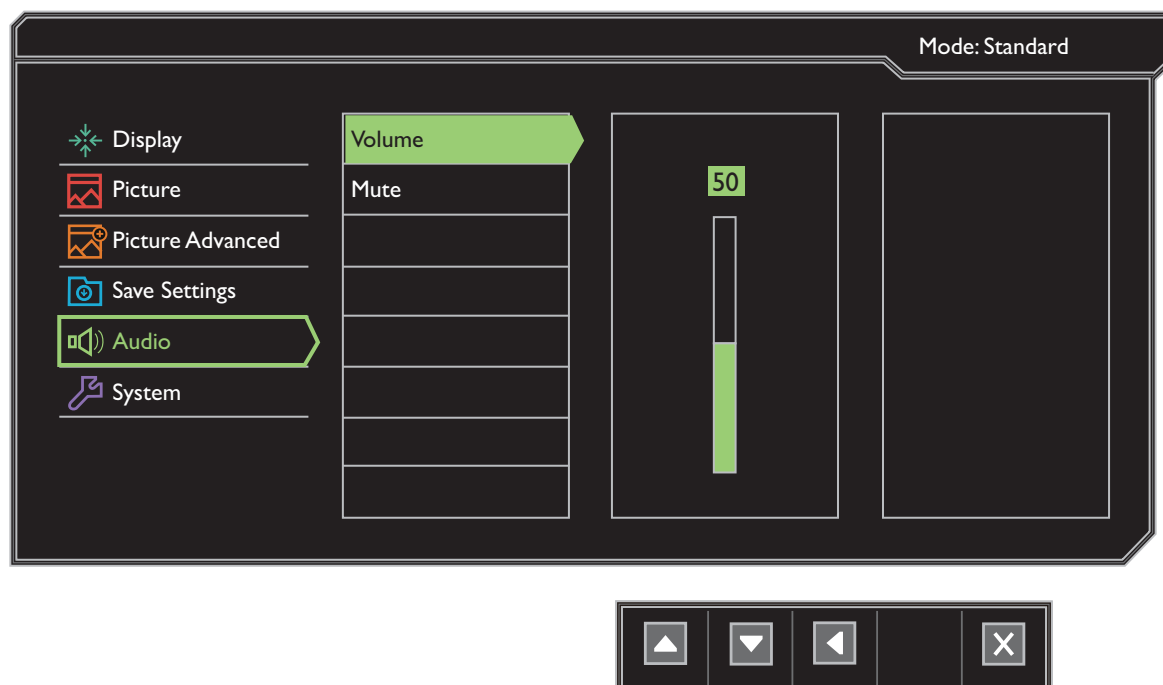 Mode: Standard
Display
Picture
Picture Advanced
Save Settings
Audio
System
Volume
Mute
50
X